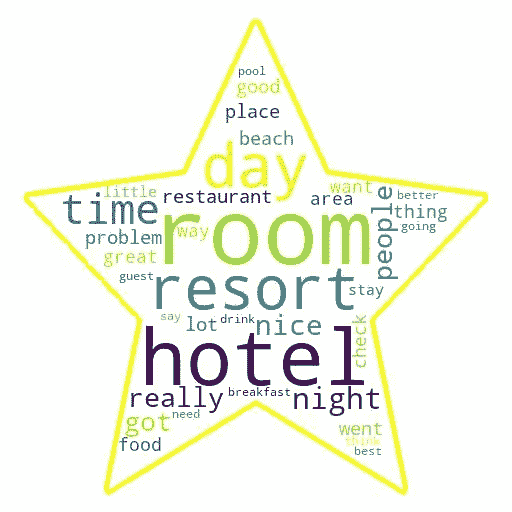 pool
good
place
beach
day
little
want
better
time
restaurant
area
people
thing
problem
way
room
going
great
guest
resort
stay
say
lot
drink
nice
check
hotel
really
breakfast
night
got
need
went
food
think
best